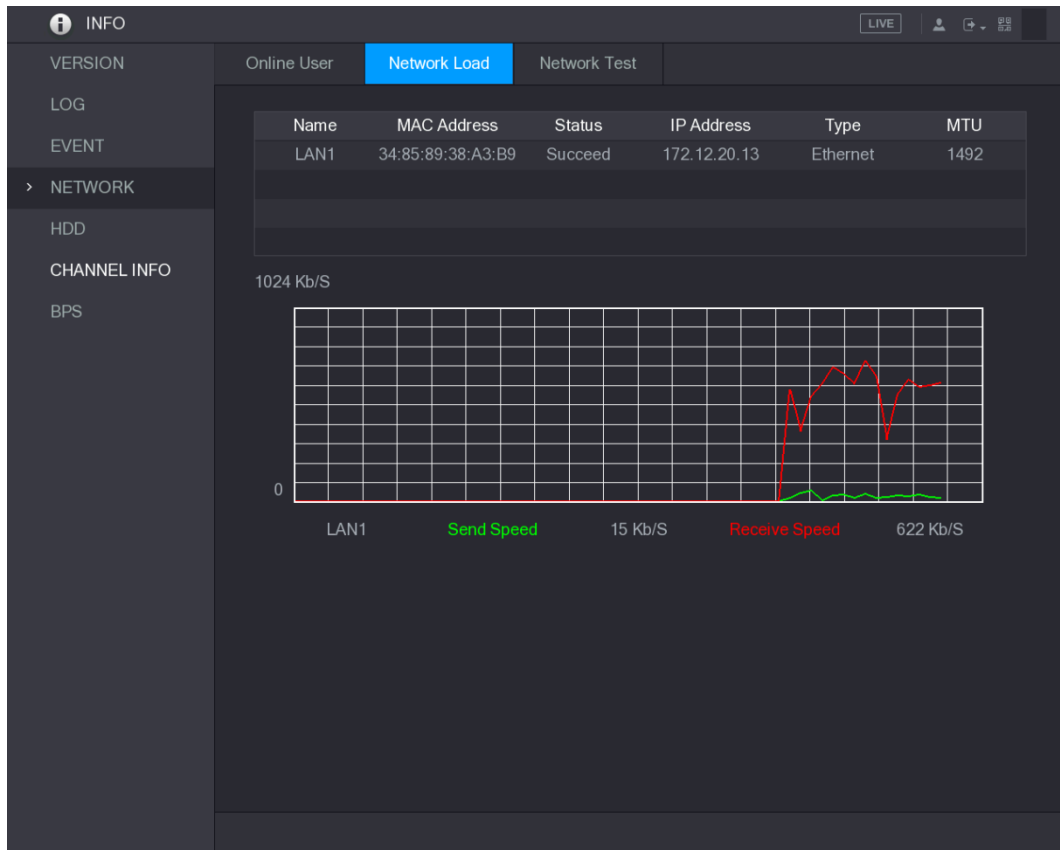 INFO LIVE
VERSION
LOG
EVENT
NETWORK
HDD
CHANNEL INFO
BPS
Online User Network Load Network Test
Name MAC Address Status IP Address Type MTU
LAN1 34:85:89:38:A3:B9 Succeed 172.12.20.13 Ethernet 1492
1024 Kb/S
0
LAN1 Send Speed 15 Kb/S Receive Speed 622 Kb/S